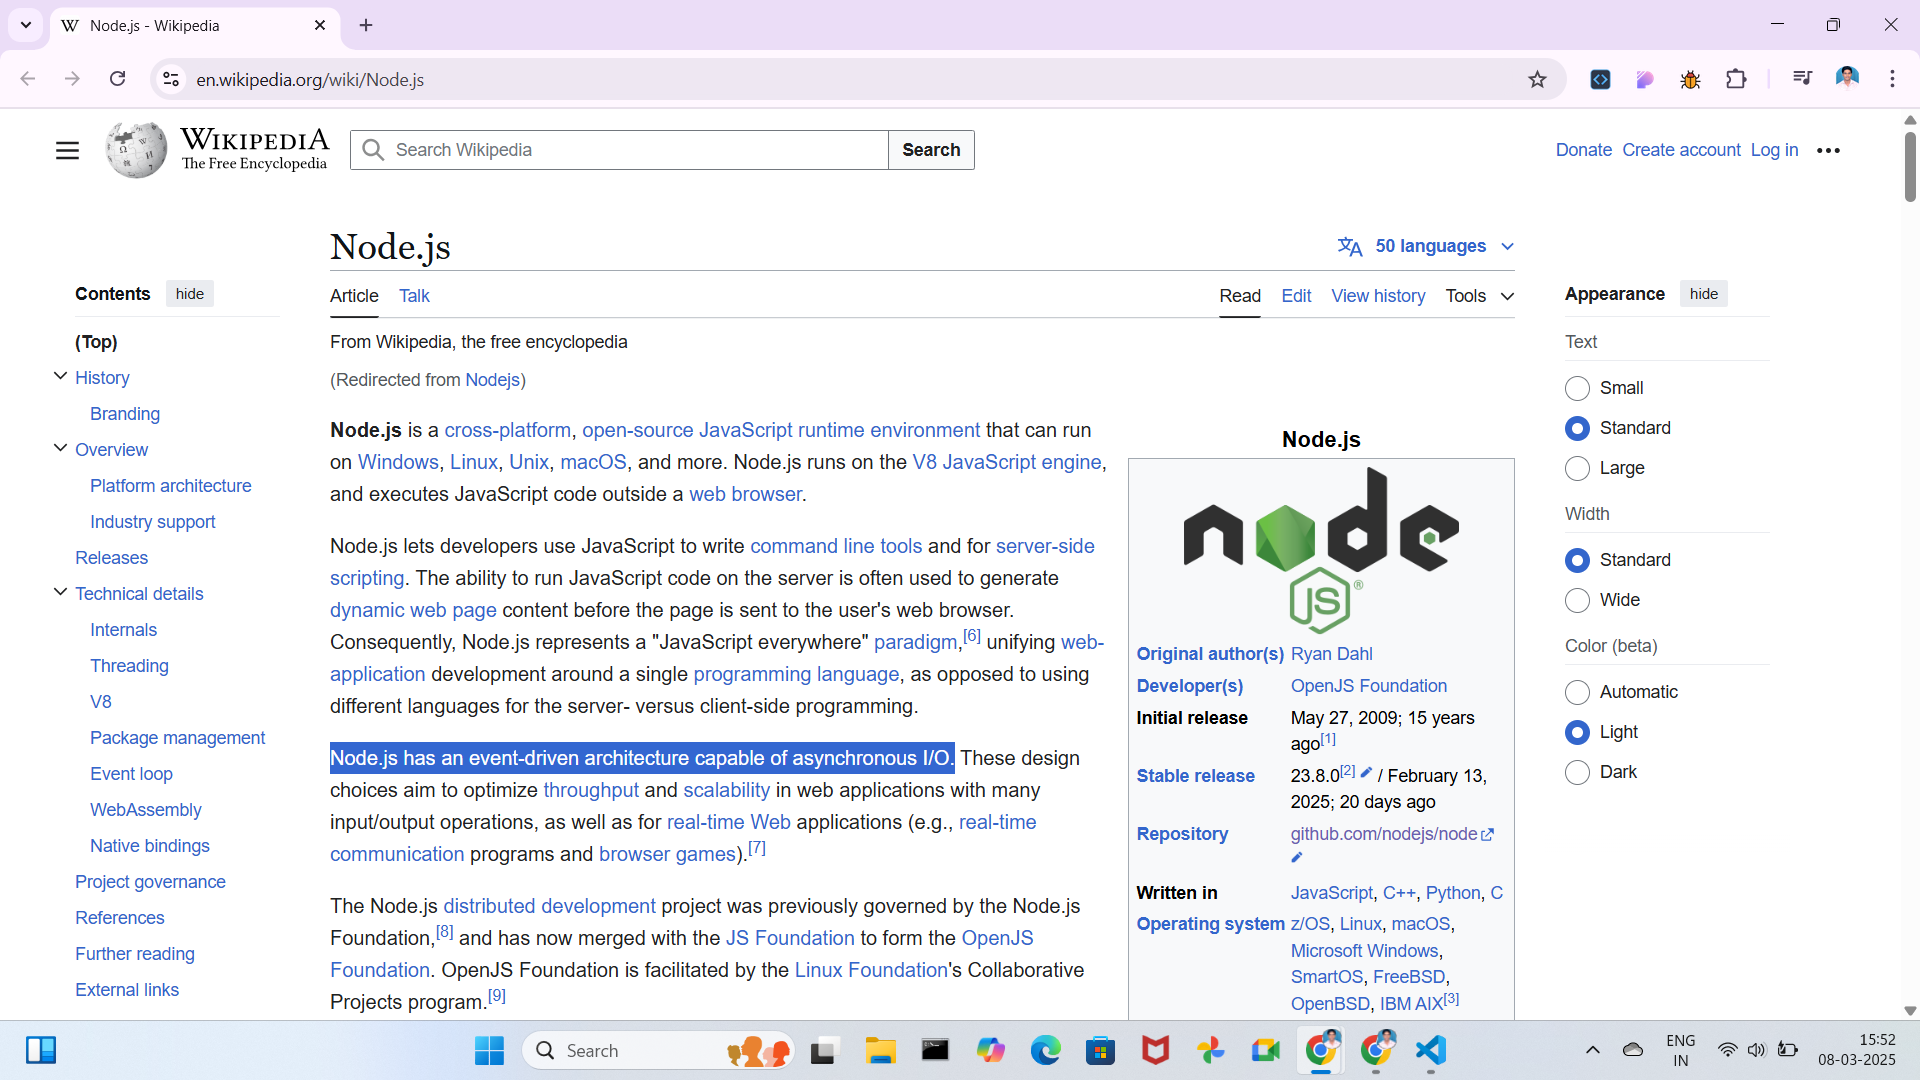 Node.js - Wikipedia
en.wikipedia.org/wiki/Node.js
WIKIPEDIA
The Free Encyclopedia
Search Wikipedia
Search
Donate Create account Log in
Node.js
50 languages
Contents hide
Article Talk
Read Edit View history Tools
Appearance hide
(Top)
History
Branding
Overview
Platform architecture
Industry support
Releases
Technical details
Internals
Threading
V8
Package management
Event loop
WebAssembly
Native bindings
Project governance
References
Further reading
External links
From Wikipedia, the free encyclopedia
(Redirected from Nodejs)
Node.js is a cross-platform, open-source JavaScript runtime environment that can run
on Windows, Linux, Unix, macOS, and more. Node.js runs on the V8 JavaScript engine,
and executes JavaScript code outside a web browser.
Node.js lets developers use JavaScript to write command line tools and for server-side
scripting. The ability to run JavaScript code on the server is often used to generate
dynamic web page content before the page is sent to the user's web browser.
Consequently, Node.js represents a "JavaScript everywhere" paradigm,[6] unifying web-
application development around a single programming language, as opposed to using
different languages for the server- versus client-side programming.
Node.js has an event-driven architecture capable of asynchronous I/O. These design
choices aim to optimize throughput and scalability in web applications with many
input/output operations, as well as for real-time Web applications (e.g., real-time
communication programs and browser games).[7]
The Node.js distributed development project was previously governed by the Node.js
Foundation,[8] and has now merged with the JS Foundation to form the OpenJS
Foundation. OpenJS Foundation is facilitated by the Linux Foundation's Collaborative
Projects program.[9]
Node.js
node
JS®
Original author(s) Ryan Dahl
Developer(s) OpenJS Foundation
Initial release May 27, 2009; 15 years
ago[1]
Stable release 23.8.0[2] / February 13,
2025; 20 days ago
Repository github.com/nodejs/node
Written in JavaScript, C++, Python, C
Operating system z/OS, Linux, macOS,
Microsoft Windows,
SmartOS, FreeBSD,
OpenBSD, IBM AIX[3]
Text
Small
Standard
Large
Width
Standard
Wide
Color (beta)
Automatic
Light
Dark
Search
ENG
IN
15:52
08-03-2025